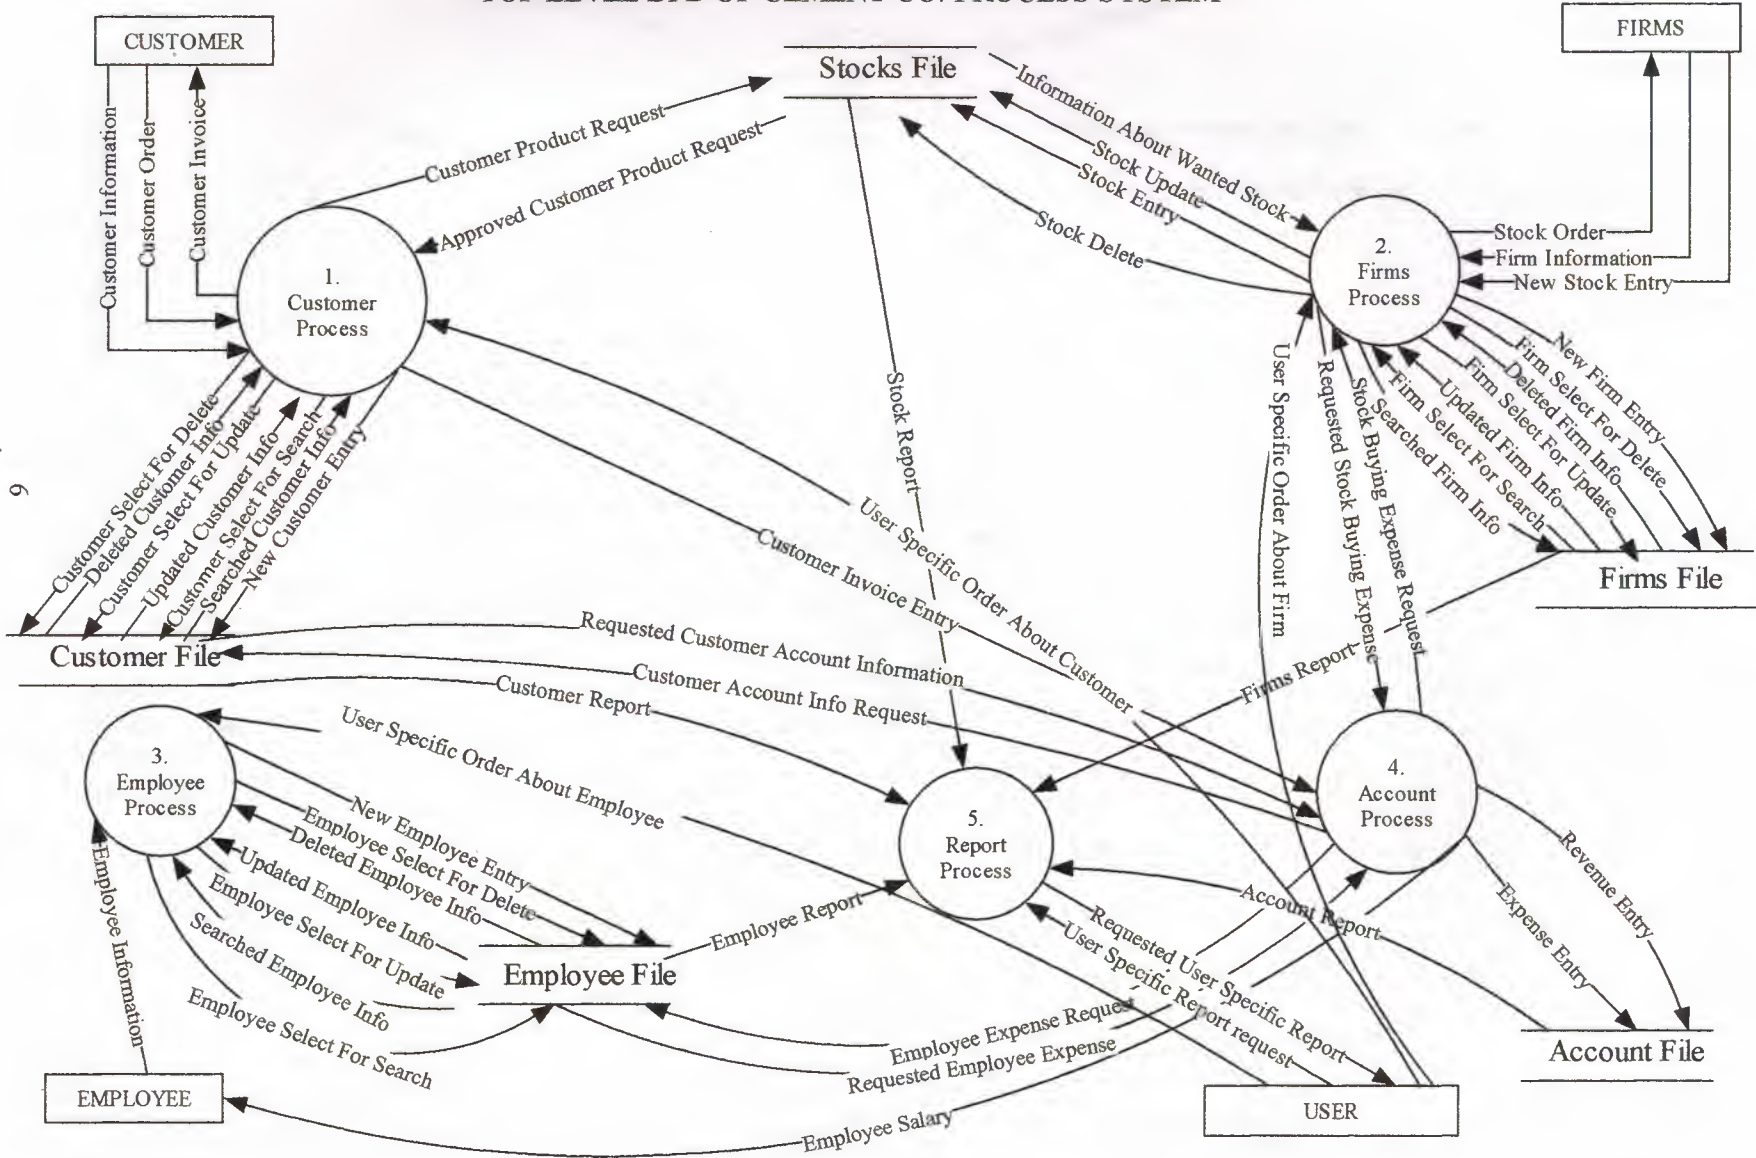 TOP LEVEL DFD OF CEMENT CO. PROCESS SYSTEM
CUSTOMER
FIRMS
Stocks File
Customer Information
Customer Order
Customer Invoice
Customer Product Request
Approved Customer Product Request
Information About Wanted Stock
Stock Update
Stock Entry
Stock Delete
1.
Customer
Process
2.
Firms
Process
Stock Order
Firm Information
New Stock Entry
Customer Select For Delete
Deleted Customer Info
Customer Select For Update
Updated Customer Info
Customer Select For Search
Searched Customer Info
New Customer Entry
Stock Report
User Specific Order About Customer
Customer Invoice Entry
User Specific Order About Firm
Requested Stock Buying Expense
Stock Buying Expense Request
New Firm Entry
Firm Select For Delete
Deleted Firm Info
Firm Select For Update
Updated Firm Info
Firm Select For Search
Searched Firm Info
Firms File
9
Customer File
Requested Customer Account Information
Customer Account Info Request
Customer Report
Firms Report
3.
Employee
Process
User Specific Order About Employee
New Employee Entry
Employee Select For Delete
Deleted Employee Info
Updated Employee Info
Employee Select For Update
Searched Employee Info
Employee Select For Search
Employee Information
5.
Report
Process
4.
Account
Process
Revenue Entry
Expense Entry
Account Report
Employee Report
Requested User Specific Report
User Specific Report request
Employee File
Employee Expense Request
Requested Employee Expense
Employee Salary
Account File
EMPLOYEE
USER